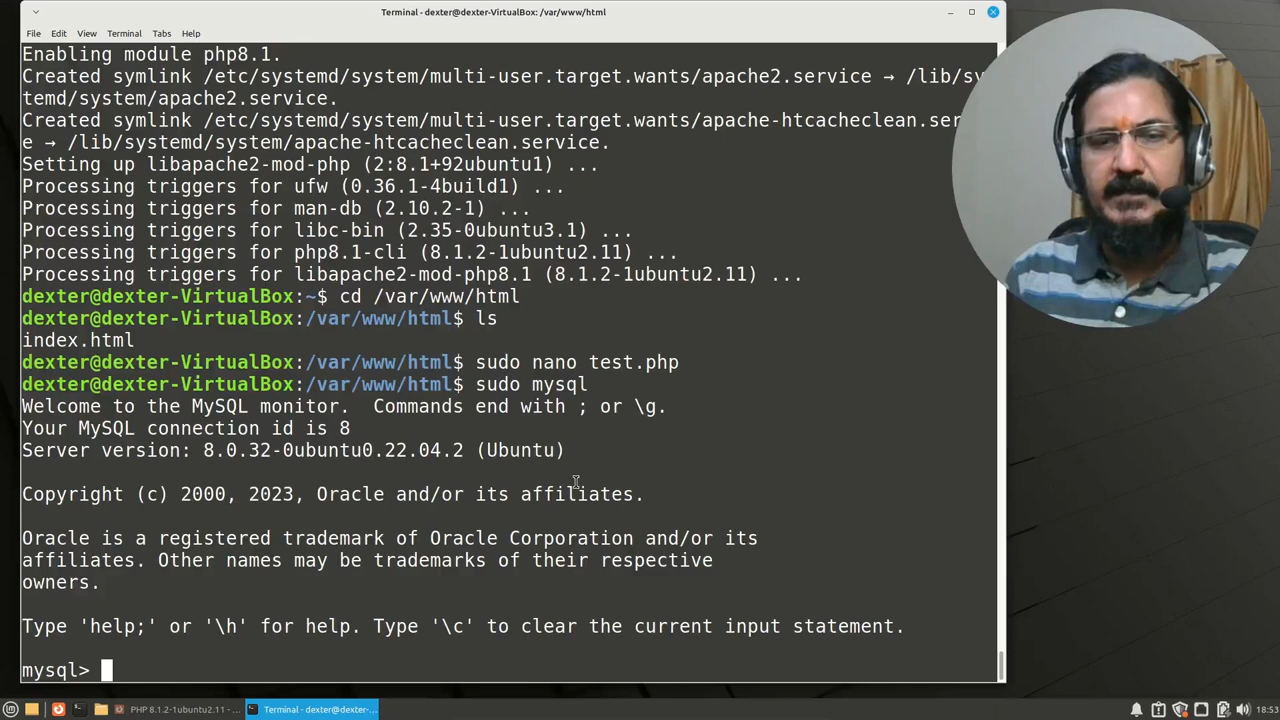 Terminal - dexter@dexter-VirtualBox: /var/www/html
File Edit View Terminal Tabs Help
Enabling module php8.1.
Created symlink /etc/systemd/system/multi-user.target.wants/apache2.service → /lib/sy
temd/system/apache2.service.
Created symlink /etc/systemd/system/multi-user.target.wants/apache-htcacheclean.ser
e → /lib/systemd/system/apache-htcacheclean.service.
Setting up libapache2-mod-php (2:8.1+92ubuntu1) ...
Processing triggers for ufw (0.36.1-4build1) ...
Processing triggers for man-db (2.10.2-1) ...
Processing triggers for libc-bin (2.35-0ubuntu3.1) ...
Processing triggers for php8.1-cli (8.1.2-1ubuntu2.11) ...
Processing triggers for libapache2-mod-php8.1 (8.1.2-1ubuntu2.11) ...
dexter@dexter-VirtualBox:~$ cd /var/www/html
dexter@dexter-VirtualBox:/var/www/html$ ls
index.html
dexter@dexter-VirtualBox:/var/www/html$ sudo nano test.php
dexter@dexter-VirtualBox:/var/www/html$ sudo mysql
Welcome to the MySQL monitor.  Commands end with ; or \g.
Your MySQL connection id is 8
Server version: 8.0.32-0ubuntu0.22.04.2 (Ubuntu)
Copyright (c) 2000, 2023, Oracle and/or its affiliates.
Oracle is a registered trademark of Oracle Corporation and/or its
affiliates. Other names may be trademarks of their respective
owners.
Type 'help;' or '\h' for help. Type '\c' to clear the current input statement.
mysql>
PHP 8.1.2-1ubuntu2.11 - ... Terminal - dexter@dexter-... 18:53